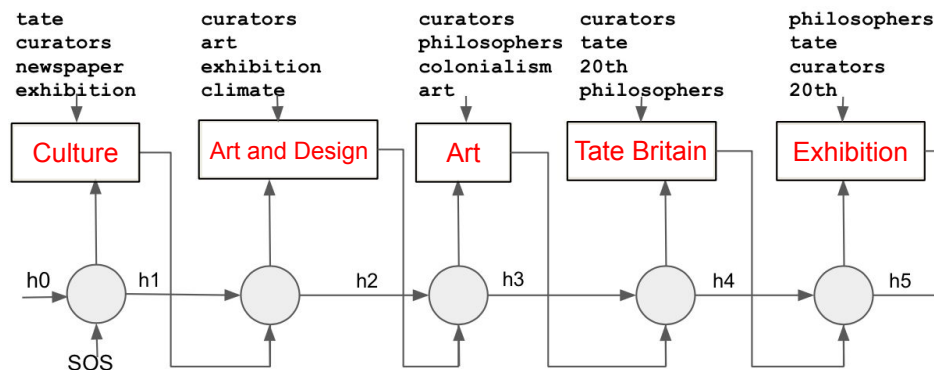 tate
curators
newspaper
exhibition
curators
art
exhibition
climate
curators
philosophers
colonialism
art
curators
tate
20th
philosophers
philosophers
tate
curators
20th
Culture
Art and Design
Art
Tate Britain
Exhibition
h0
h1
h2
h3
h4
h5
SOS